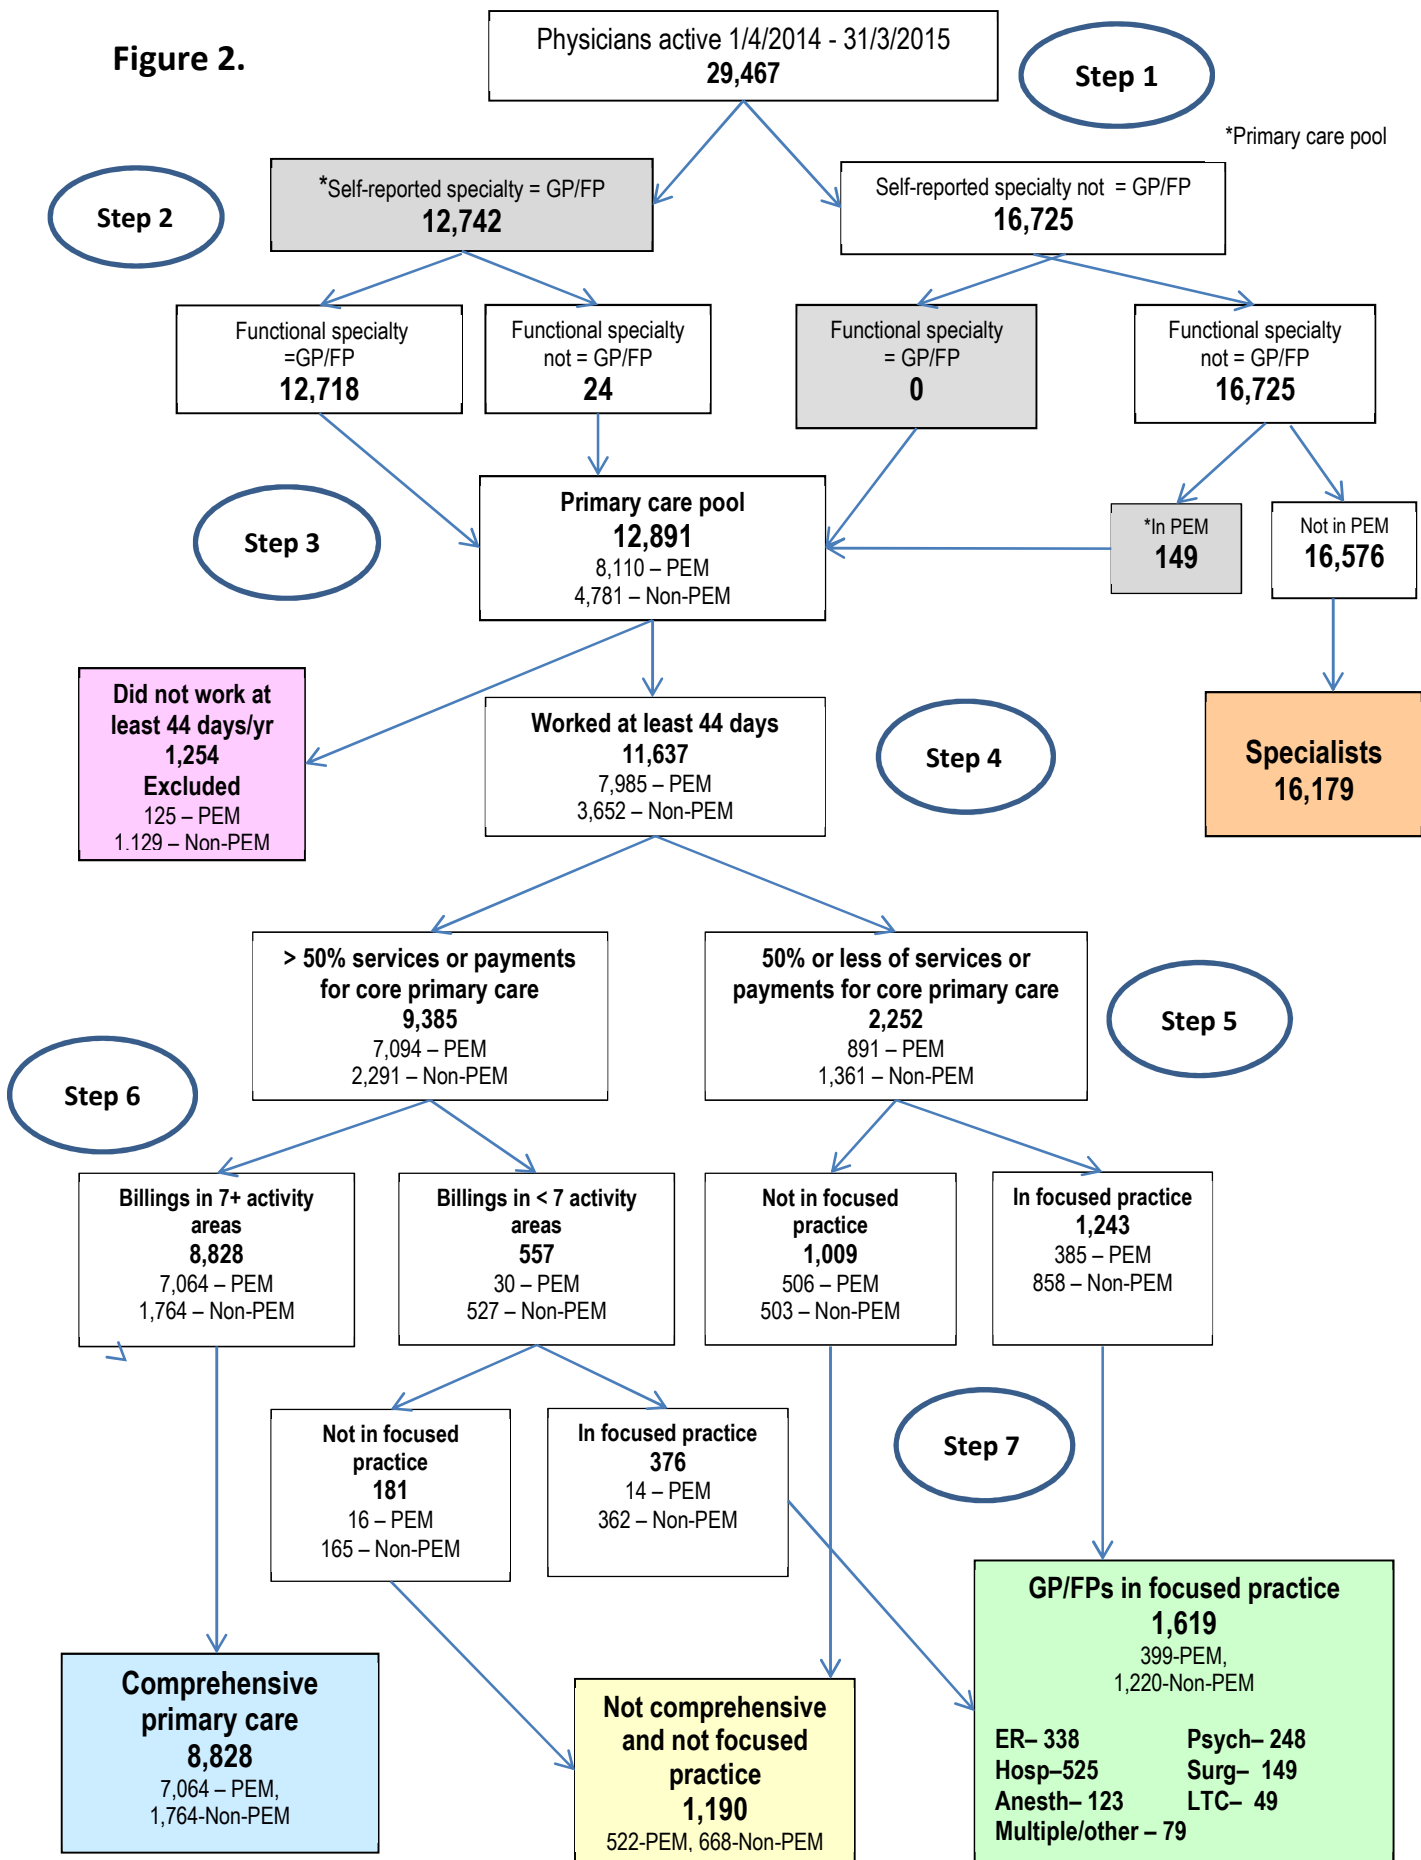 Figure 2.
Physicians active 1/4/2014 - 31/3/2015
29,467
Step 1
*Primary care pool
Step 2
*Self-reported specialty = GP/FP
12,742
Self-reported specialty not = GP/FP
16,725
Functional specialty
=GP/FP
12,718
Functional specialty
not = GP/FP
24
Functional specialty
= GP/FP
0
Functional specialty
not = GP/FP
16,725
Step 3
Primary care pool
12,891
8,110 – PEM
4,781 – Non-PEM
*In PEM
149
Not in PEM
16,576
Did not work at
least 44 days/yr
1,254
Excluded
125 – PEM
1,129 – Non-PEM
Worked at least 44 days
11,637
7,985 – PEM
3,652 – Non-PEM
Step 4
Specialists
16,179
> 50% services or payments
for core primary care
9,385
7,094 – PEM
2,291 – Non-PEM
50% or less of services or
payments for core primary care
2,252
891 – PEM
1,361 – Non-PEM
Step 5
Step 6
Billings in 7+ activity
areas
8,828
7,064 – PEM
1,764 – Non-PEM
Billings in < 7 activity
areas
557
30 – PEM
527 – Non-PEM
Not in focused
practice
1,009
506 – PEM
503 – Non-PEM
In focused practice
1,243
385 – PEM
858 – Non-PEM
Not in focused
practice
181
16 – PEM
165 – Non-PEM
In focused practice
376
14 – PEM
362 – Non-PEM
Step 7
Comprehensive
primary care
8,828
7,064 – PEM,
1,764-Non-PEM
Not comprehensive
and not focused
practice
1,190
522-PEM, 668-Non-PEM
GP/FPs in focused practice
1,619
399-PEM,
1,220-Non-PEM
ER– 338 Psych– 248
Hosp–525 Surg– 149
Anesth– 123 LTC– 49
Multiple/other – 79